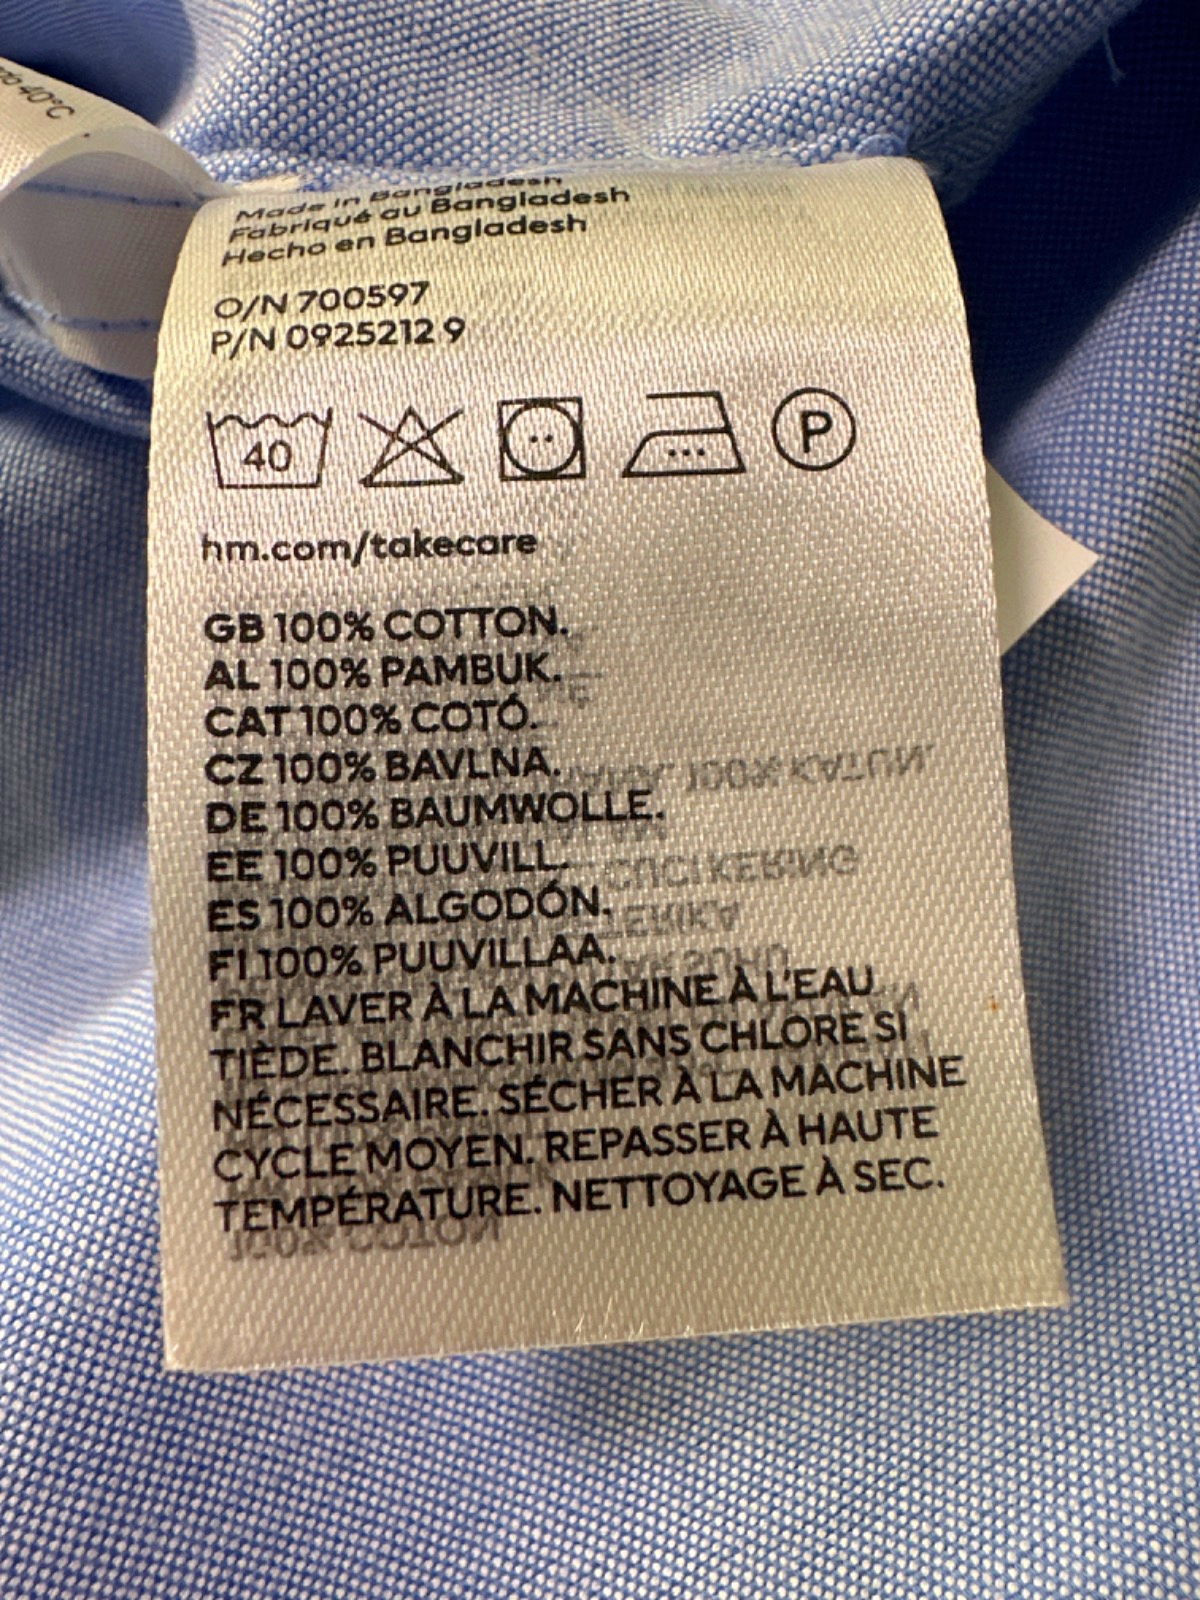 40°C
Made in Bangladesh
Fabriqué au Bangladesh
Hecho en Bangladesh
O/N 700597
P/N 0925212 9
40
P
hm.com/takecare
GB 100% COTTON.
AL 100% PAMBUK.
CAT 100% COTÓ.
CZ 100% BAVLNA.
DE 100% BAUMWOLLE.
EE 100% PUUVILL.
ES 100% ALGODÓN.
FI 100% PUUVILLAA.
FR LAVER À LA MACHINE À L'EAU
TIÈDE. BLANCHIR SANS CHLORE SI
NÉCESSAIRE. SÉCHER À LA MACHINE
CYCLE MOYEN. REPASSER À HAUTE
TEMPÉRATURE. NETTOYAGE À SEC.